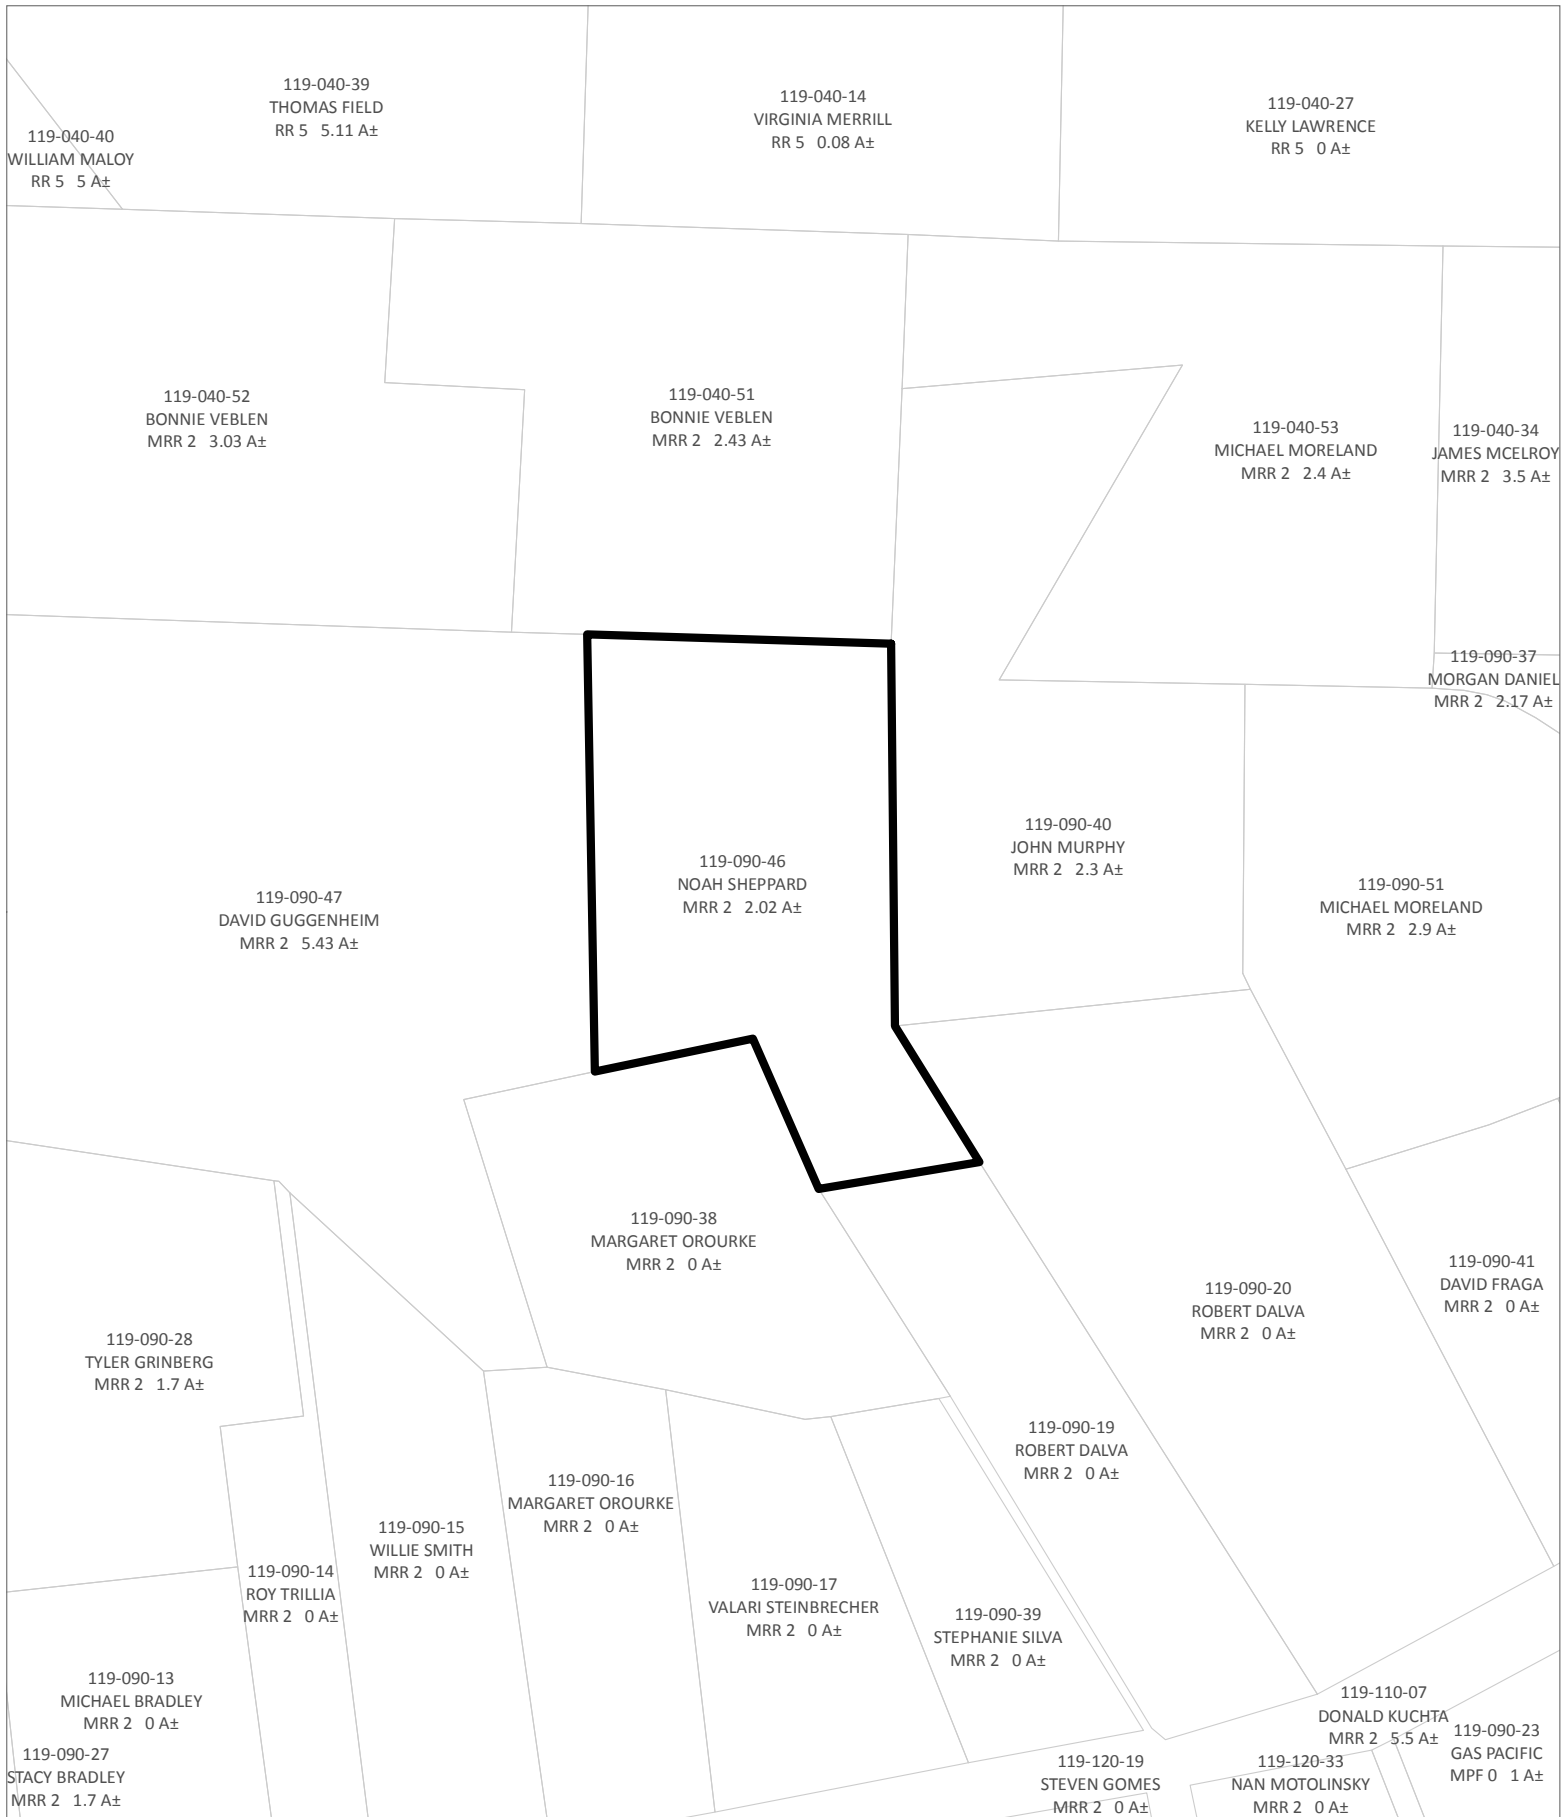 119-040-39
THOMAS FIELD
RR 5 5.11 A±
119-040-14
VIRGINIA MERRILL
RR 5 0.08 A±
119-040-27
KELLY LAWRENCE
RR 5 0 A±
119-040-40
WILLIAM MALOY
RR 5 5 A±
119-040-52
BONNIE VEBLEN
MRR 2 3.03 A±
119-040-51
BONNIE VEBLEN
MRR 2 2.43 A±
119-040-53
MICHAEL MORELAND
MRR 2 2.4 A±
119-040-34
JAMES MCELROY
MRR 2 3.5 A±
119-090-37
MORGAN DANIEL
MRR 2 2.17 A±
119-090-47
DAVID GUGGENHEIM
MRR 2 5.43 A±
119-090-46
NOAH SHEPPARD
MRR 2 2.02 A±
119-090-40
JOHN MURPHY
MRR 2 2.3 A±
119-090-51
MICHAEL MORELAND
MRR 2 2.9 A±
119-090-38
MARGARET OROURKE
MRR 2 0 A±
119-090-20
ROBERT DALVA
MRR 2 0 A±
119-090-41
DAVID FRAGA
MRR 2 0 A±
119-090-28
TYLER GRINBERG
MRR 2 1.7 A±
119-090-19
ROBERT DALVA
MRR 2 0 A±
119-090-16
MARGARET OROURKE
MRR 2 0 A±
119-090-15
WILLIE SMITH
MRR 2 0 A±
119-090-14
ROY TRILLIA
MRR 2 0 A±
119-090-17
VALARI STEINBRECHER
MRR 2 0 A±
119-090-39
STEPHANIE SILVA
MRR 2 0 A±
119-090-13
MICHAEL BRADLEY
MRR 2 0 A±
119-090-27
STACY BRADLEY
MRR 2 1.7 A±
119-110-07
DONALD KUCHTA
MRR 2 5.5 A±
119-090-23
GAS PACIFIC
MPF 0 1 A±
119-120-19
STEVEN GOMES
MRR 2 0 A±
119-120-33
NAN MOTOLINSKY
MRR 2 0 A±